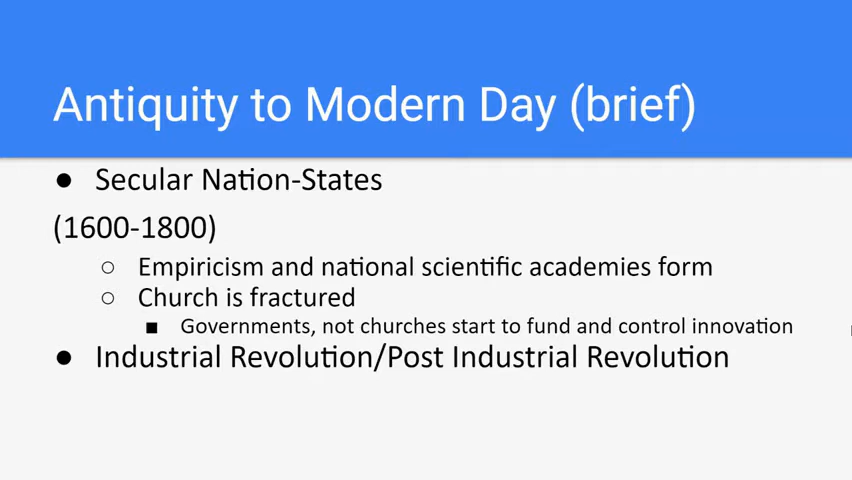 Antiquity to Modern Day (brief)
● Secular Nation-States
(1600-1800)
○ Empiricism and national scientific academies form
○ Church is fractured
■ Governments, not churches start to fund and control innovation
● Industrial Revolution/Post Industrial Revolution